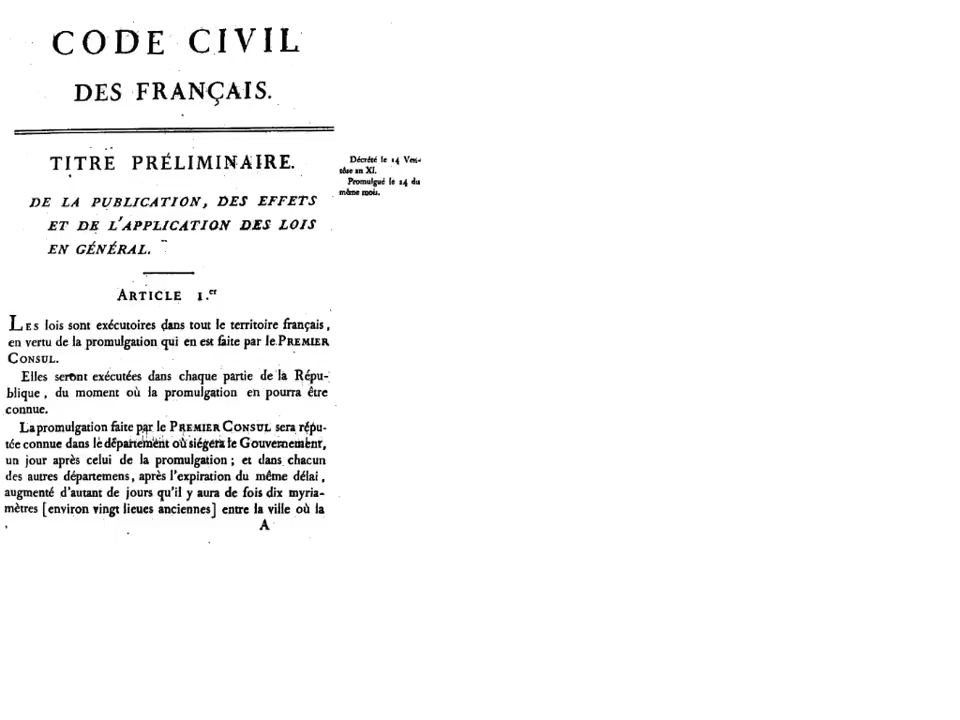 CODE CIVIL
DES FRANÇAIS.
TITRE PRÉLIMINAIRE.
Décrété le 14 Ven-
tôse an XI.
Promulgué le 24 du
même mois.
DE LA PUBLICATION, DES EFFETS
ET DE L'APPLICATION DES LOIS
EN GÉNÉRAL.
ARTICLE 1.er
LES lois sont exécutoires dans tout le territoire français,
en vertu de la promulgation qui en est faite par le PREMIER
CONSUL.
Elles seront exécutées dans chaque partie de la Répu-
blique, du moment où la promulgation en pourra être
connue.
La promulgation faite par le PREMIER CONSUL sera répu-
tée connue dans le département où siégera le Gouvernement,
un jour après celui de la promulgation ; et dans chacun
des autres départemens, après l'expiration du même délai,
augmenté d'autant de jours qu'il y aura de fois dix myria-
mètres [environ vingt lieues anciennes] entre la ville où la
A